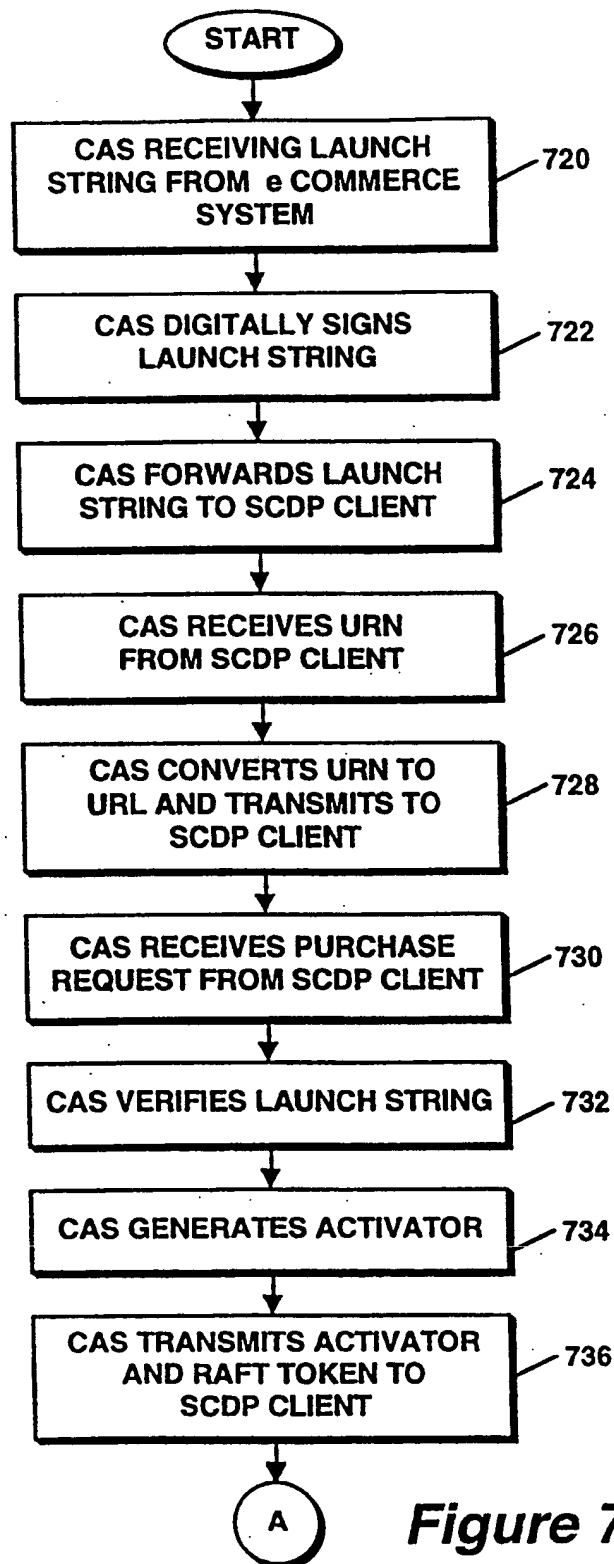 START
CAS RECEIVING LAUNCH
STRING FROM e COMMERCE
SYSTEM
720
CAS DIGITALLY SIGNS
LAUNCH STRING
722
CAS FORWARDS LAUNCH
STRING TO SCDP CLIENT
724
CAS RECEIVES URN
FROM SCDP CLIENT
726
CAS CONVERTS URN TO
URL AND TRANSMITS TO
SCDP CLIENT
728
CAS RECEIVES PURCHASE
REQUEST FROM SCDP CLIENT
730
CAS VERIFIES LAUNCH STRING
732
CAS GENERATES ACTIVATOR
734
CAS TRANSMITS ACTIVATOR
AND RAFT TOKEN TO
SCDP CLIENT
736
A
Figure 7